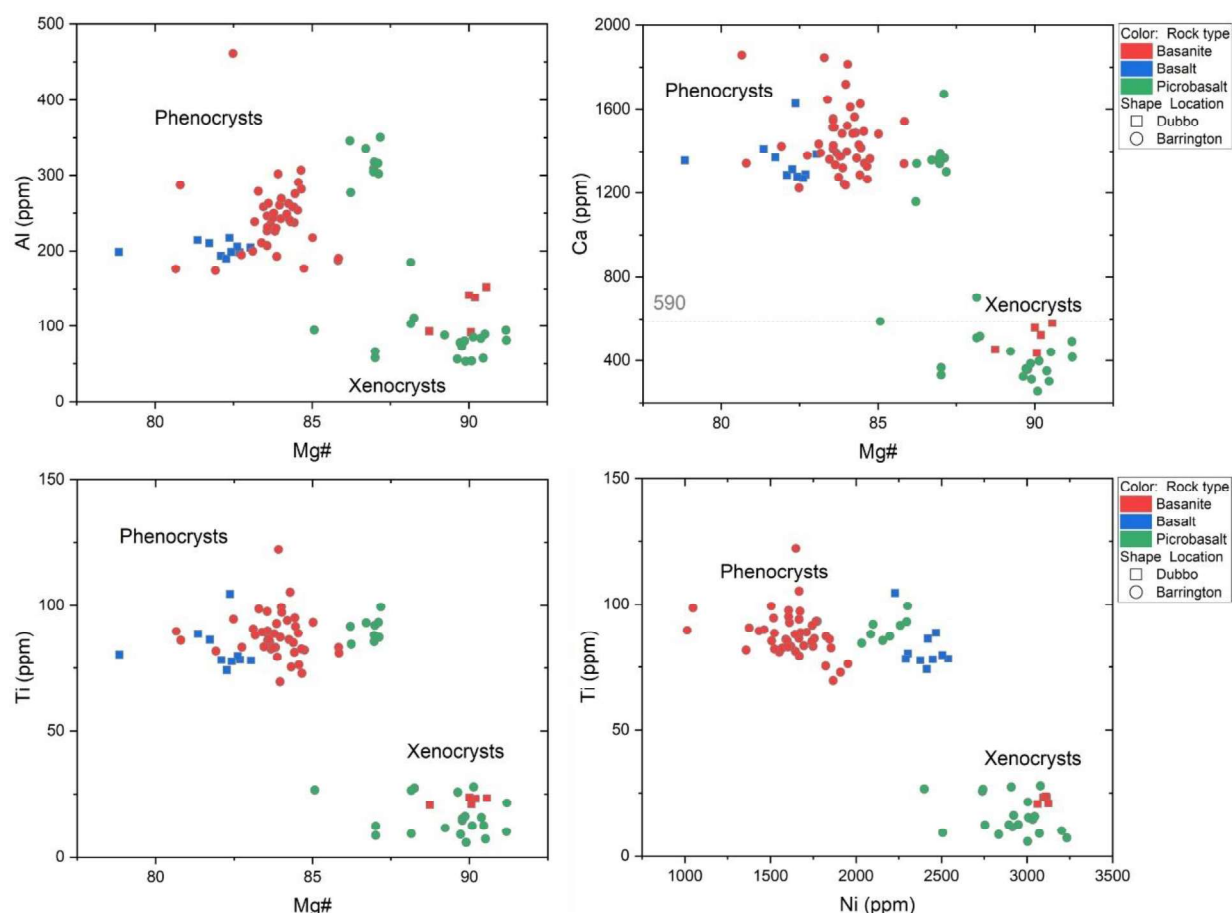 500
400
300
200
100
0
Al (ppm)
Phenocrysts
Xenocrysts
80
85
90
Mg#
2000
1600
1200
800
400
Ca (ppm)
Phenocrysts
590
Xenocrysts
80
85
90
Mg#
Color: Rock type
Basanite
Basalt
Picrobasalt
Shape Location
Dubbo
Barrington
150
100
50
0
Ti (ppm)
Phenocrysts
Xenocrysts
80
85
90
Mg#
150
100
50
0
Ti (ppm)
Phenocrysts
Xenocrysts
1000
1500
2000
2500
3000
3500
Ni (ppm)
Color: Rock type
Basanite
Basalt
Picrobasalt
Shape Location
Dubbo
Barrington